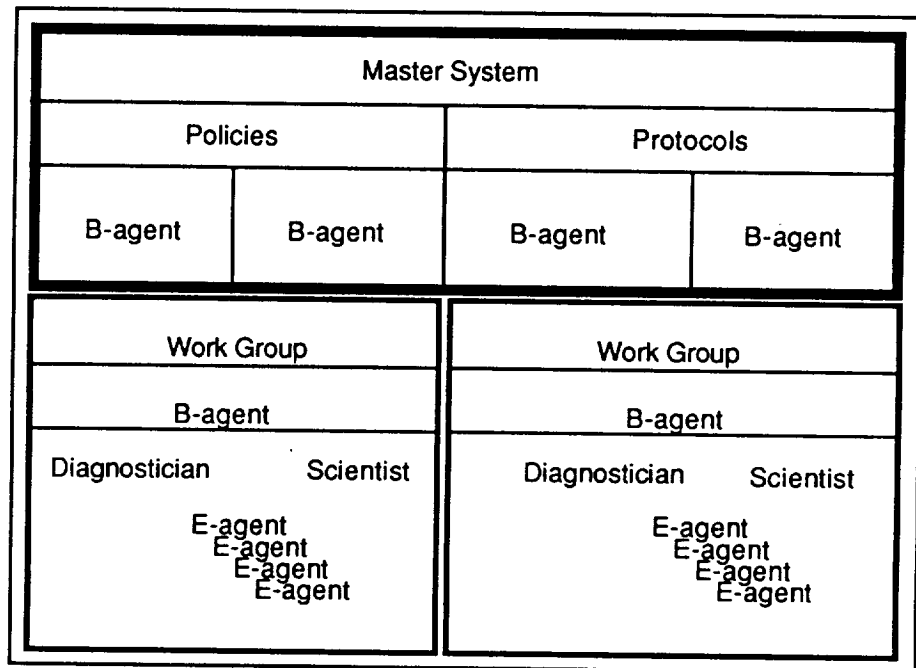 Master System
Policies Protocols
B-agent B-agent B-agent B-agent
Work Group
B-agent
Diagnostician Scientist
E-agent
E-agent
E-agent
E-agent
Work Group
B-agent
Diagnostician Scientist
E-agent
E-agent
E-agent
E-agent